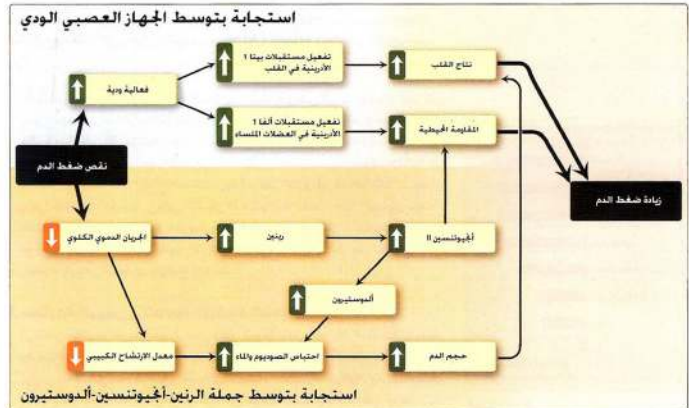 استجابة بتوسط الجهاز العصبي الودي
تفعيل مستقبلات بيتا 1
الأدرينية في القلب
نتاج القلب
فعالية ودية
تفعيل مستقبلات ألفا 1
الأدرينية في العضلات الملساء
المقاومة المحيطية
نقص ضغط الدم
زيادة ضغط الدم
الجريان الدموي الكلوي
رينين
أنجيوتنسين II
ألدوستيرون
معدل الارتشاح الكبيبي
احتباس الصوديوم والماء
حجم الدم
استجابة بتوسط جملة الرنين-أنجيوتنسين-ألدوستيرون